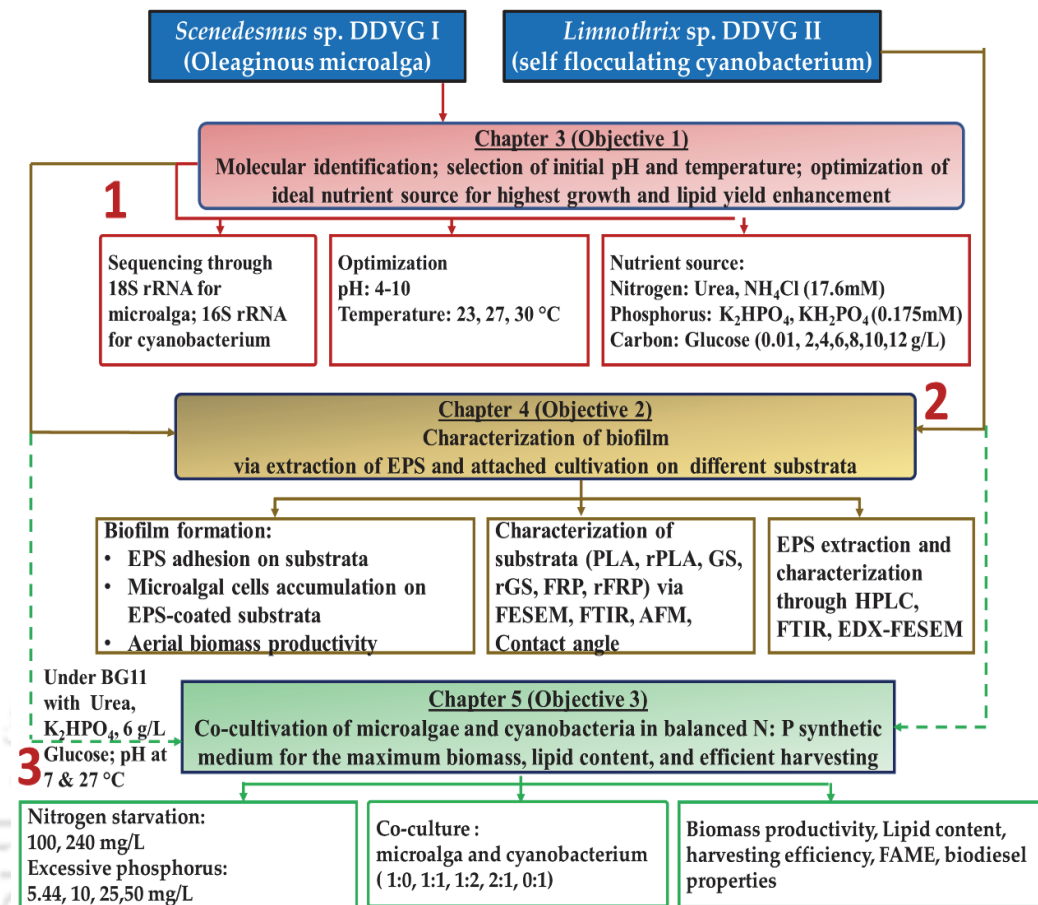 Scenedesmus sp. DDVG I
(Oleaginous microalga)
Limnothrix sp. DDVG II
(self flocculating cyanobacterium)
Chapter 3 (Objective 1)
Molecular identification; selection of initial pH and temperature; optimization of
ideal nutrient source for highest growth and lipid yield enhancement
1
Sequencing through
18S rRNA for
microalga; 16S rRNA
for cyanobacterium
Optimization
pH: 4-10
Temperature: 23, 27, 30 °C
Nutrient source:
Nitrogen: Urea, NH₄Cl (17.6mM)
Phosphorus: K₂HPO₄, KH₂PO₄ (0.175mM)
Carbon: Glucose (0.01, 2,4,6,8,10,12 g/L)
2
Chapter 4 (Objective 2)
Characterization of biofilm
via extraction of EPS and attached cultivation on different substrata
Biofilm formation:
• EPS adhesion on substrata
• Microalgal cells accumulation on
EPS-coated substrata
• Aerial biomass productivity
Characterization of
substrata (PLA, rPLA, GS,
rGS, FRP, rFRP) via
FESEM, FTIR, AFM,
Contact angle
EPS extraction and
characterization
through HPLC,
FTIR, EDX-FESEM
Under BG11
with Urea,
K₂HPO₄, 6 g/L
Glucose; pH at
7 & 27 °C
3
Chapter 5 (Objective 3)
Co-cultivation of microalgae and cyanobacteria in balanced N: P synthetic
medium for the maximum biomass, lipid content, and efficient harvesting
Nitrogen starvation:
100, 240 mg/L
Excessive phosphorus:
5.44, 10, 25,50 mg/L
Co-culture :
microalga and cyanobacterium
( 1:0, 1:1, 1:2, 2:1, 0:1)
Biomass productivity, Lipid content,
harvesting efficiency, FAME, biodiesel
properties